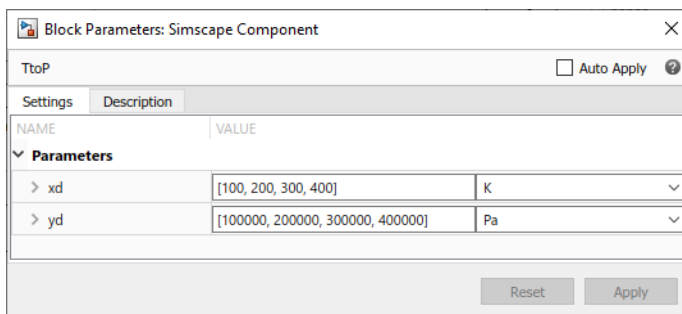 Block Parameters: Simscape Component
TtoP Auto Apply
Settings Description
NAME VALUE
Parameters
xd [100, 200, 300, 400] K
yd [100000, 200000, 300000, 400000] Pa
Reset Apply